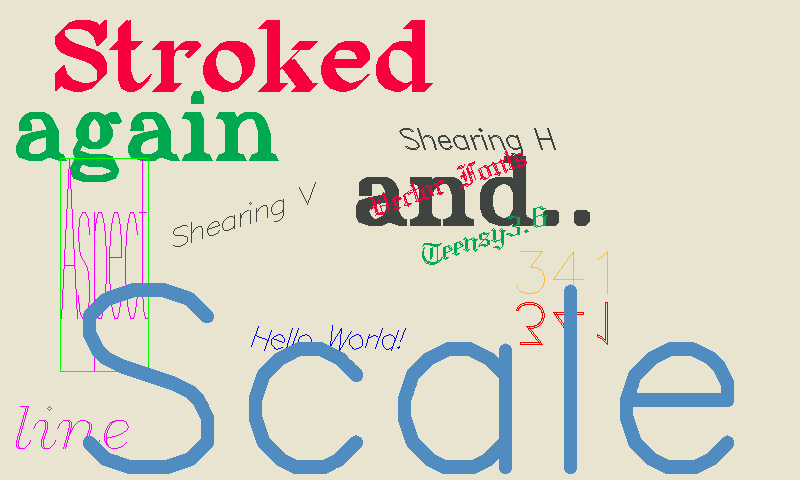 Stroked
again
Shearing H
Vector Fonts
and..
Aspect
Shearing V
Teensy3.6
341
341
Hello World!
Scale
line